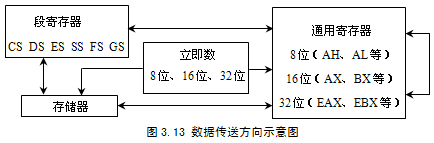 段寄存器
CS DS ES SS FS GS
立即数
8位、16位、32位
存储器
通用寄存器
8位(AH、AL等)
16位(AX、BX等)
32位(EAX、EBX等)
图 3.13 数据传送方向示意图